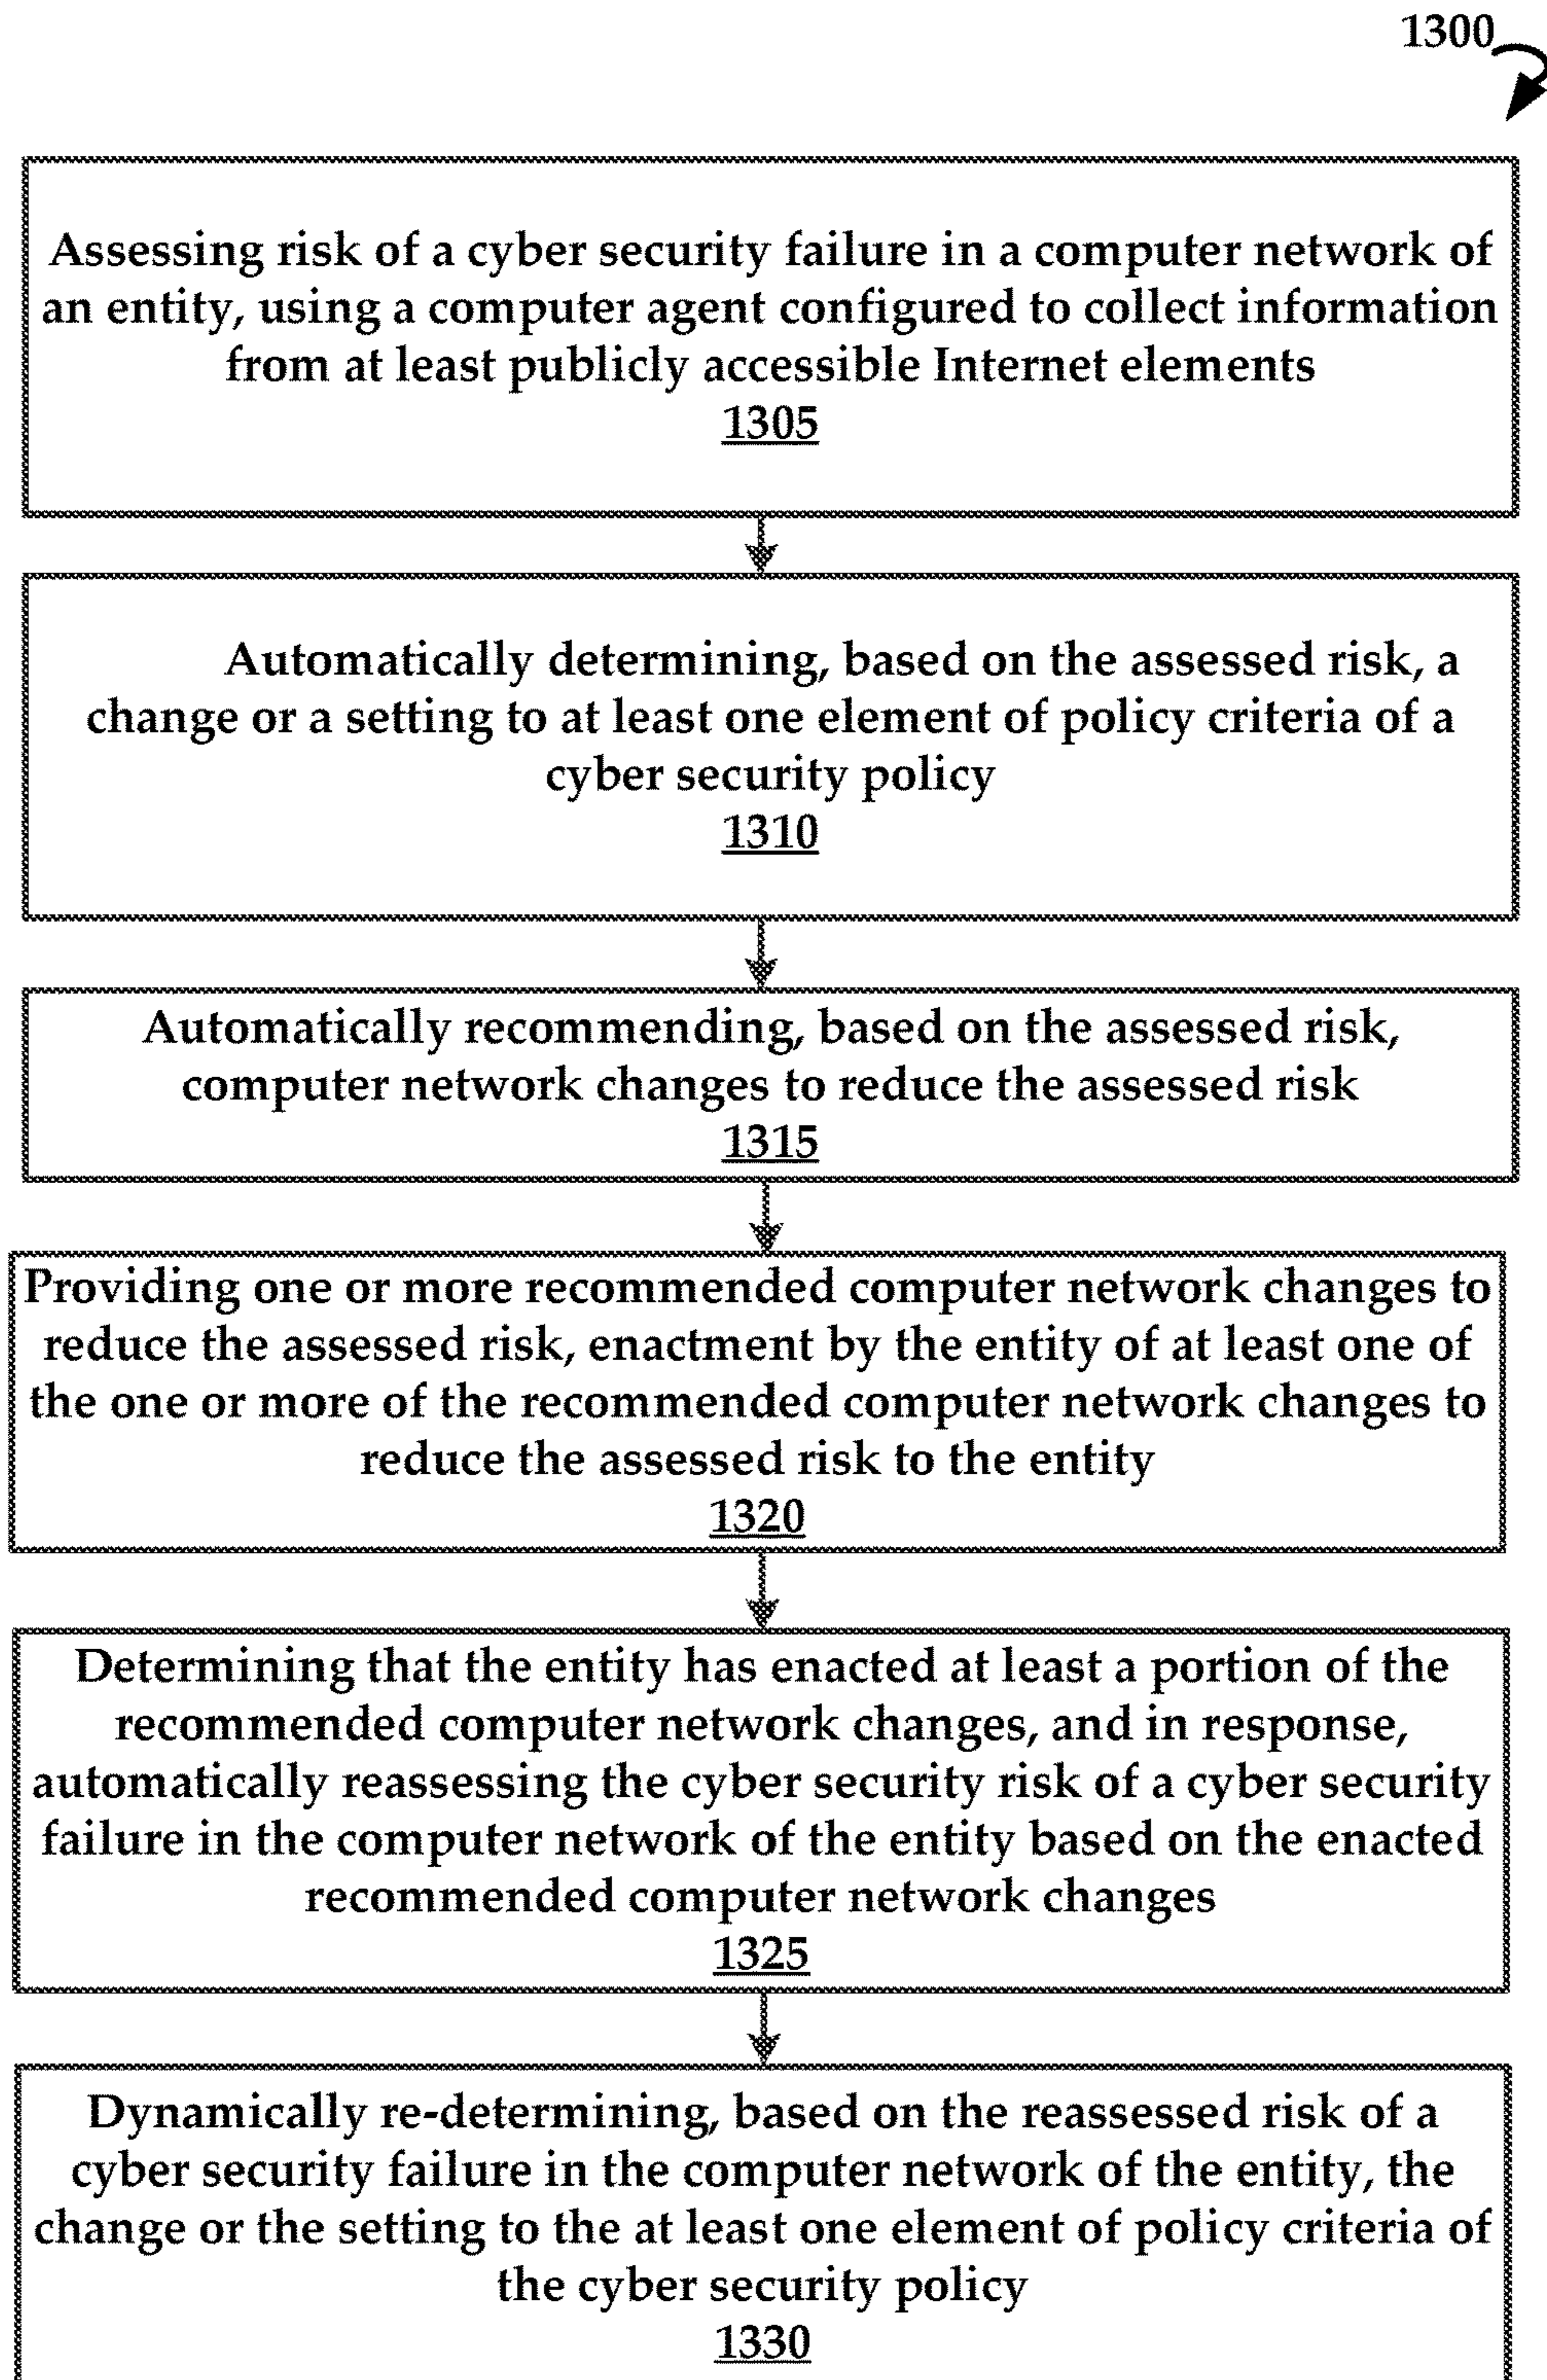 1300
Assessing risk of a cyber security failure in a computer network of
an entity, using a computer agent configured to collect information
from at least publicly accessible Internet elements
1305
Automatically determining, based on the assessed risk, a
change or a setting to at least one element of policy criteria of a
cyber security policy
1310
Automatically recommending, based on the assessed risk,
computer network changes to reduce the assessed risk
1315
Providing one or more recommended computer network changes to
reduce the assessed risk, enactment by the entity of at least one of
the one or more of the recommended computer network changes to
reduce the assessed risk to the entity
1320
Determining that the entity has enacted at least a portion of the
recommended computer network changes, and in response,
automatically reassessing the cyber security risk of a cyber security
failure in the computer network of the entity based on the enacted
recommended computer network changes
1325
Dynamically re-determining, based on the reassessed risk of a
cyber security failure in the computer network of the entity, the
change or the setting to the at least one element of policy criteria of
the cyber security policy
1330